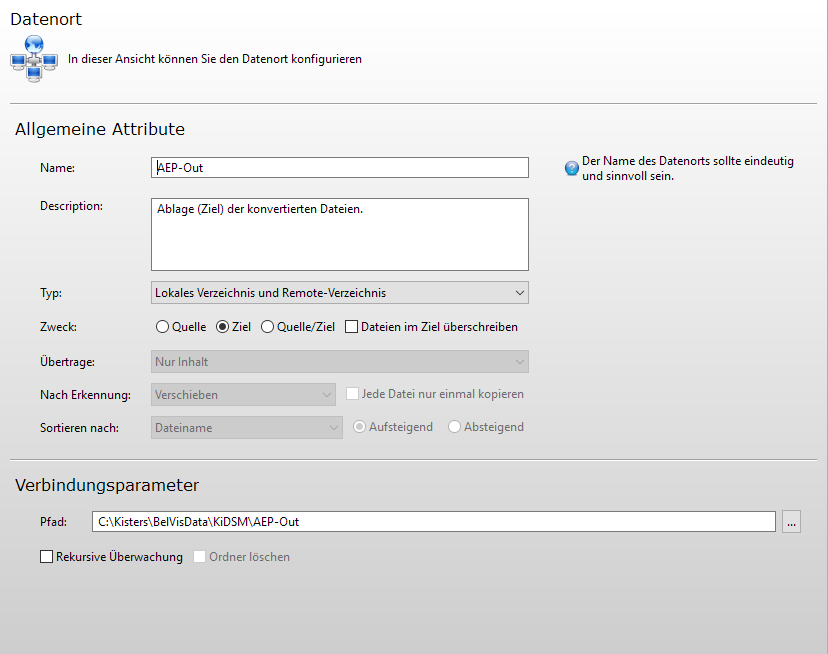 Datenort
In dieser Ansicht können Sie den Datenort konfigurieren
Allgemeine Attribute
Name: AEP-Out
Der Name des Datenorts sollte eindeutig
und sinnvoll sein.
Description: Ablage (Ziel) der konvertierten Dateien.
Typ: Lokales Verzeichnis und Remote-Verzeichnis
Zweck: Quelle Ziel Quelle/Ziel Dateien im Ziel überschreiben
Übertrage: Nur Inhalt
Nach Erkennung: Verschieben Jede Datei nur einmal kopieren
Sortieren nach: Dateiname Aufsteigend Absteigend
Verbindungsparameter
Pfad: C:\Kisters\BelVisData\KiDSM\AEP-Out ...
Rekursive Überwachung Ordner löschen